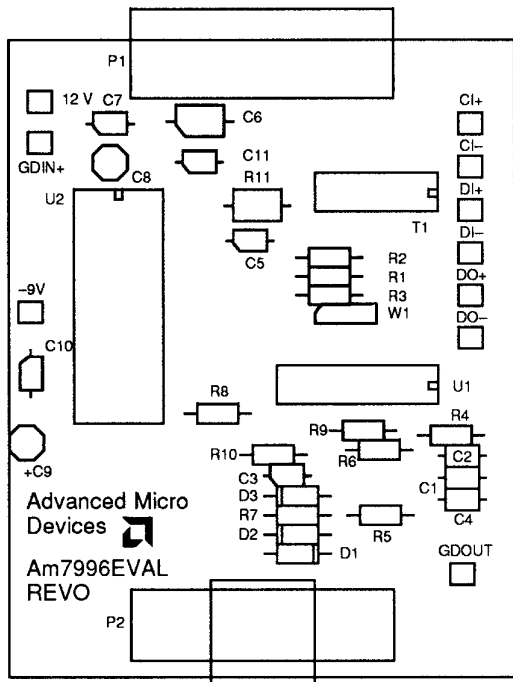 P1
12 V
C7
C6
CI+
GDIN+
C8
C11
CI−
U2
R11
DI+
T1
C5
DI−
R2
R1
DO+
−9V
R3
W1
DO−
C10
U1
R8
R4
R9
R10
R6
C2
+C9
C3
C1
D3
C4
Advanced Micro
Devices
R7
R5
D2
D1
GDOUT
Am7996EVAL
REVO
P2